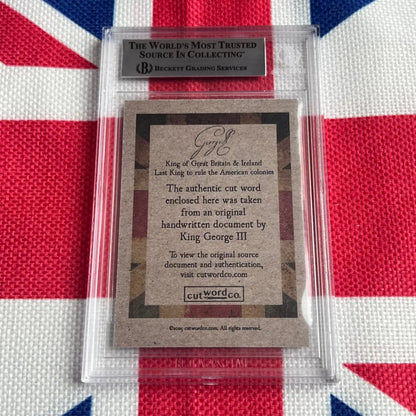 The World's Most Trusted
Source In Collecting™
B Beckett Grading Services
George R
King of Great Britain & Ireland
Last King to rule the American colonies
The authentic cut word
enclosed here was taken
from an original
handwritten document by
King George III
To view the original source
document and authentication,
visit cutwordco.com
cut word co.
©2025 cutwordco.com. All rights reserved.